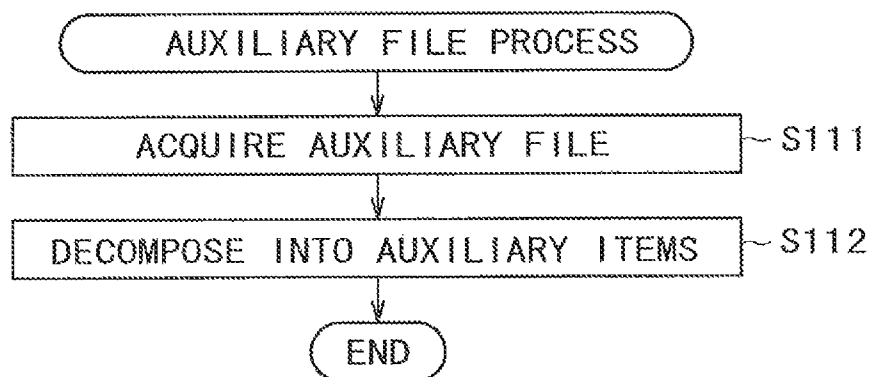 AUXILIARY FILE PROCESS
ACQUIRE AUXILIARY FILE
S111
DECOMPOSE INTO AUXILIARY ITEMS
S112
END